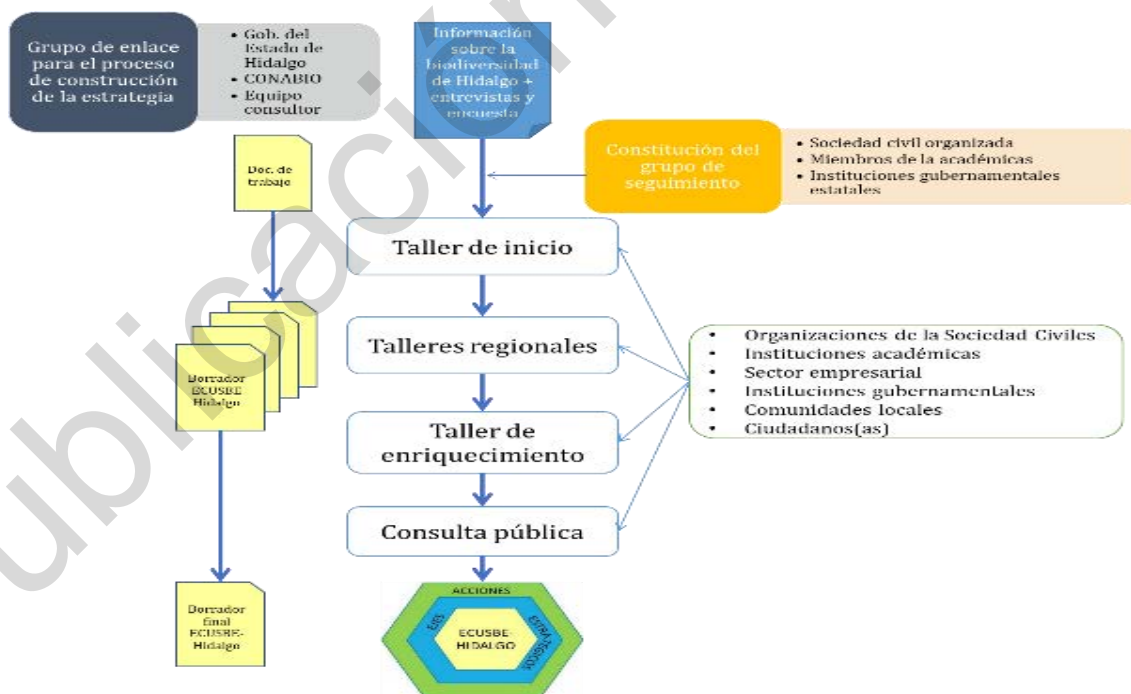 Grupo de enlace
para el proceso
de construcción
de la estrategia
• Gob. del
Estado de
Hidalgo
• CONABIO
• Equipo
consultor
Información
sobre la
biodiversidad
de Hidalgo +
entrevistas y
encuesta
Constitución del
grupo de
seguimiento
• Sociedad civil organizada
• Miembros de la académicas
• Instituciones gubernamentales
estatales
Doc. de
trabajo
Taller de inicio
Talleres regionales
Taller de
enriquecimiento
Consulta pública
• Organizaciones de la Sociedad Civiles
• Instituciones académicas
• Sector empresarial
• Instituciones gubernamentales
• Comunidades locales
• Ciudadanos(as)
Borrador
ECUSBE
Hidalgo
Borrador
final
ECUSBE-
Hidalgo
ACCIONES
EJES
ESTRATÉGICOS
ECUSBE-
HIDALGO
ublicación